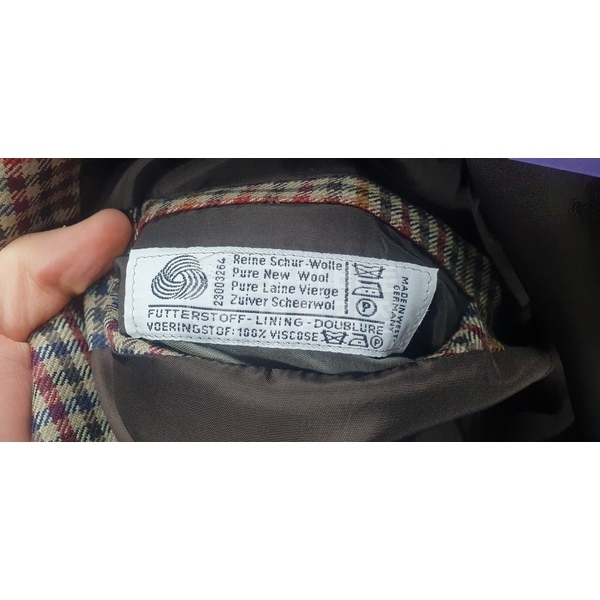 23003264
Reine Schur-Wolle
Pure New Wool
Pure Laine Vierge
Zuiver Scheerwol
FUTTERSTOFF - LINING - DOUBLURE
VOERINGSTOF: 100% VISCOSE
P
P
MADE IN WEST
GERMANY